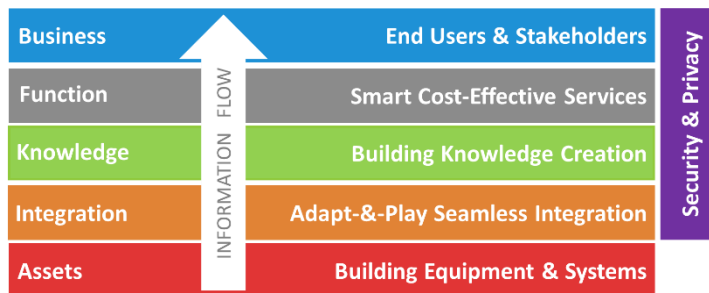 Business
End Users & Stakeholders
Function
Smart Cost-Effective Services
Knowledge
Building Knowledge Creation
Integration
Adapt-&-Play Seamless Integration
Assets
Building Equipment & Systems
INFORMATION FLOW
Security & Privacy